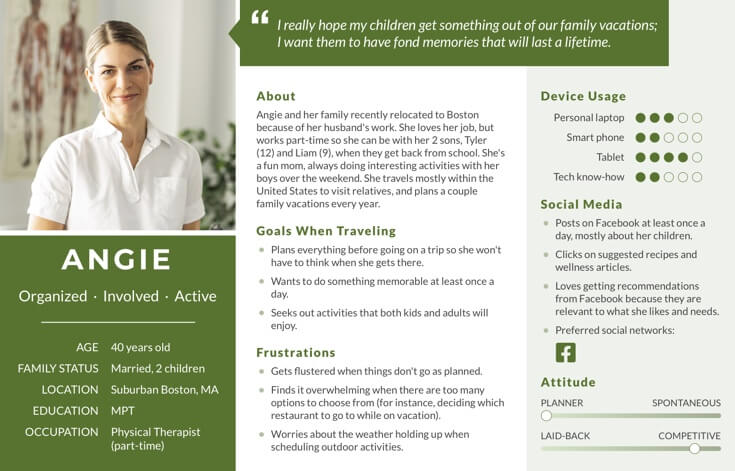 “ I really hope my children get something out of our family vacations;
I want them to have fond memories that will last a lifetime.
ANGIE
Organized · Involved · Active
AGE 40 years old
FAMILY STATUS Married, 2 children
LOCATION Suburban Boston, MA
EDUCATION MPT
OCCUPATION Physical Therapist
(part-time)
About
Angie and her family recently relocated to Boston
because of her husband's work. She loves her job, but
works part-time so she can be with her 2 sons, Tyler
(12) and Liam (9), when they get back from school. She's
a fun mom, always doing interesting activities with her
boys over the weekend. She travels mostly within the
United States to visit relatives, and plans a couple
family vacations every year.
Goals When Traveling
Plans everything before going on a trip so she won't
have to think when she gets there.
Wants to do something memorable at least once a
day.
Seeks out activities that both kids and adults will
enjoy.
Frustrations
Gets flustered when things don't go as planned.
Finds it overwhelming when there are too many
options to choose from (for instance, deciding which
restaurant to go to while on vacation).
Worries about the weather holding up when
scheduling outdoor activities.
Device Usage
Personal laptop
Smart phone
Tablet
Tech know-how
Social Media
Posts on Facebook at least once a
day, mostly about her children.
Clicks on suggested recipes and
wellness articles.
Loves getting recommendations
from Facebook because they are
relevant to what she likes and needs.
Preferred social networks:
Attitude
PLANNER SPONTANEOUS
LAID-BACK COMPETITIVE